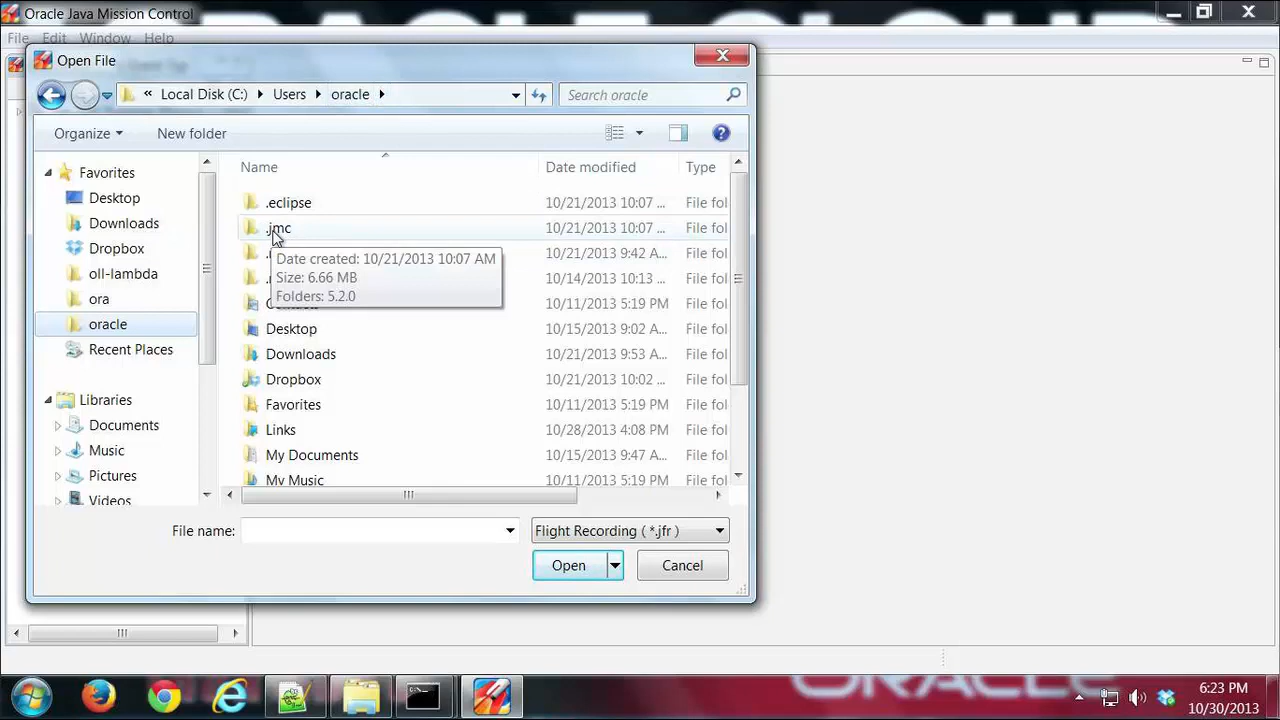 Oracle Java Mission Control
File Edit Window Help
Open File
« Local Disk (C:) Users oracle
Search oracle
Organize New folder
Name Date modified Type
Favorites
Desktop
Downloads
Dropbox
oll-lambda
ora
oracle
Recent Places
Libraries
Documents
Music
Pictures
Videos
.eclipse 10/21/2013 10:07 ... File fol
.jmc 10/21/2013 10:07 ... File fol
10/21/2013 9:42 A... File fol
10/14/2013 10:13 ... File fol
10/11/2013 5:19 PM File fol
Date created: 10/21/2013 10:07 AM
Size: 6.66 MB
Folders: 5.2.0
Desktop 10/15/2013 9:02 A... File fol
Downloads 10/21/2013 9:53 A... File fol
Dropbox 10/21/2013 10:02 ... File fol
Favorites 10/11/2013 5:19 PM File fol
Links 10/28/2013 4:08 PM File fol
My Documents 10/15/2013 9:47 A... File fol
My Music 10/11/2013 5:19 PM File fol
File name:
Flight Recording ( *.jfr )
Open Cancel
ORACLE
6:23 PM
10/30/2013